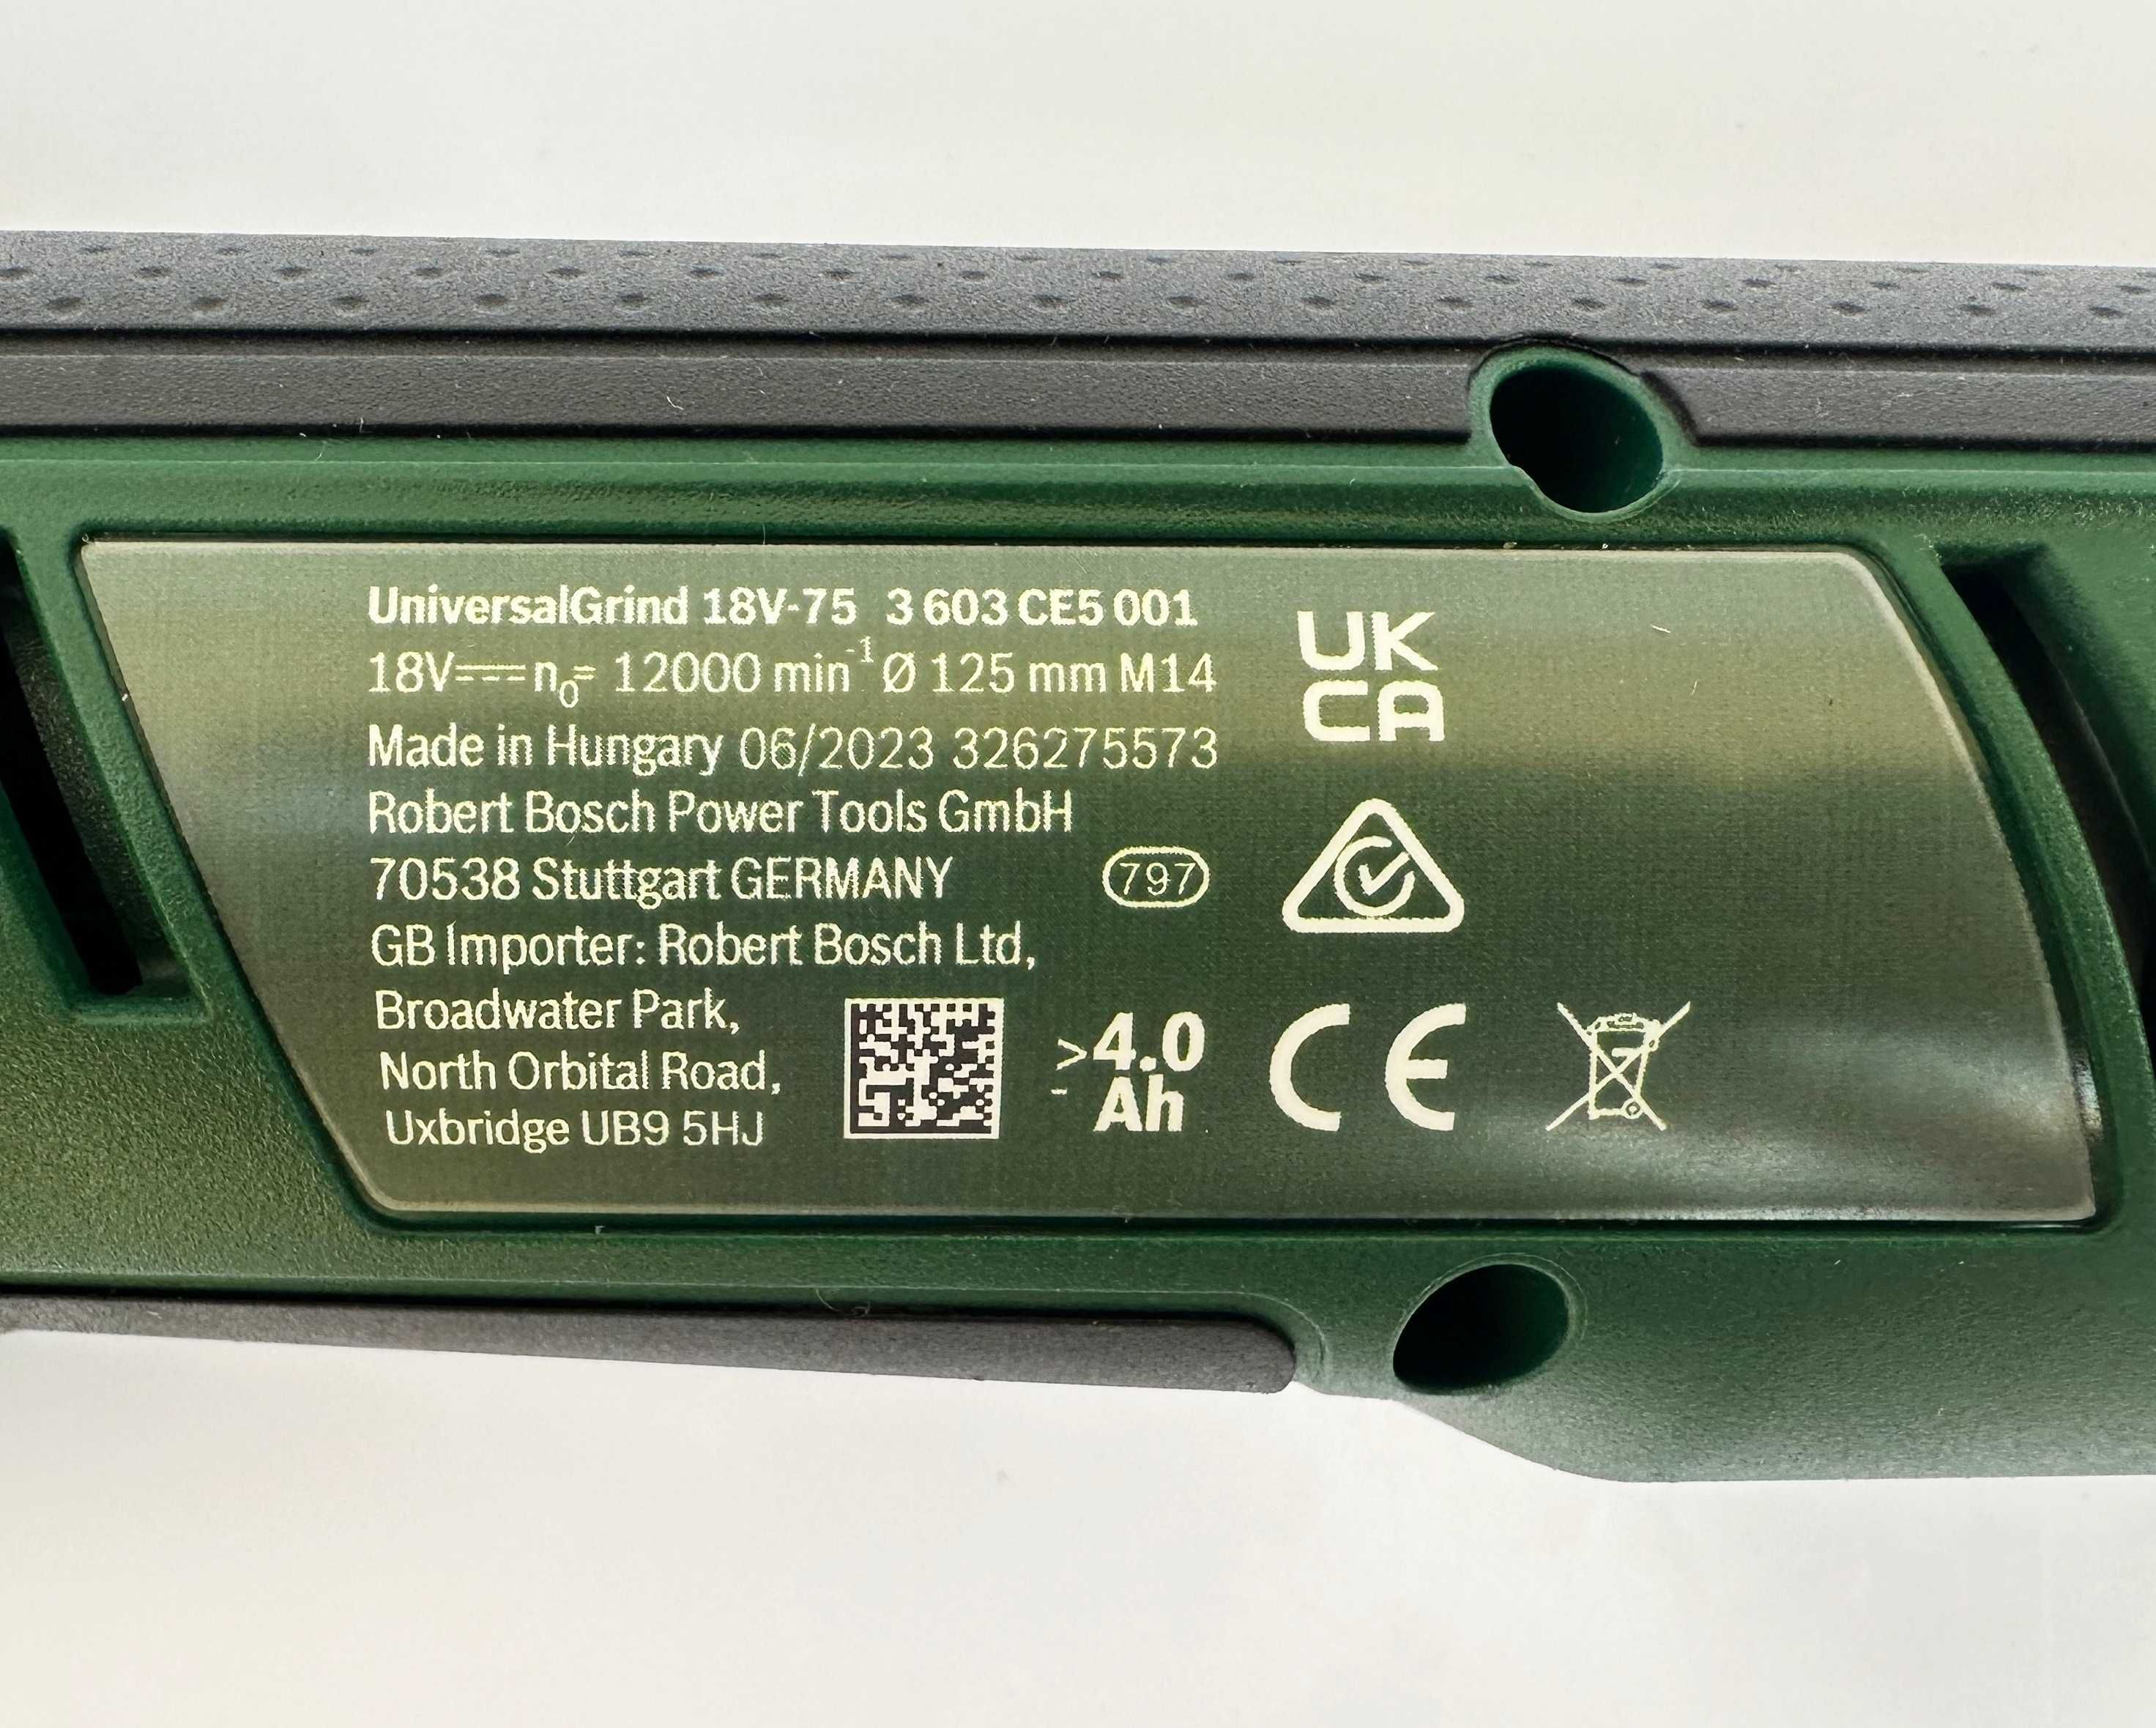 UniversalGrind 18V-75 3 603 CE5 001
18V⎓ n₀= 12000 min⁻¹ Ø 125 mm M14
Made in Hungary 06/2023 326275573
Robert Bosch Power Tools GmbH
70538 Stuttgart GERMANY
797
GB Importer: Robert Bosch Ltd,
Broadwater Park,
North Orbital Road,
Uxbridge UB9 5HJ
≥4.0
Ah
UK
CA
CE